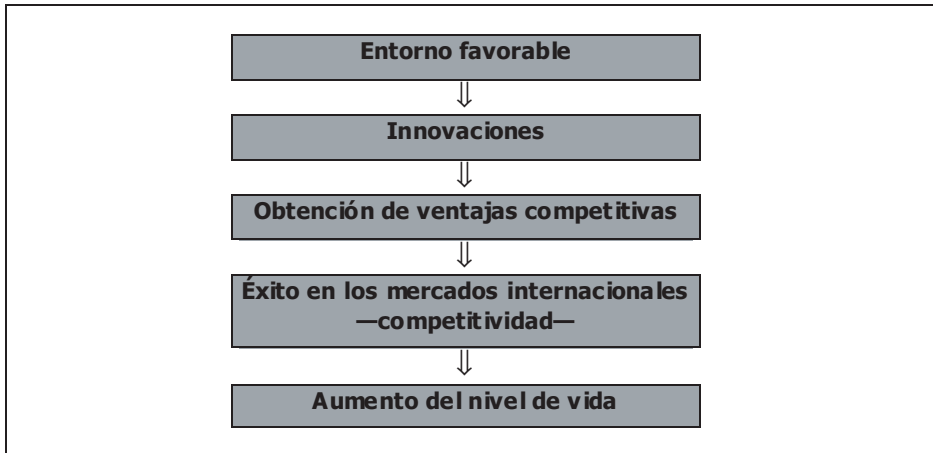 Entorno favorable
⇓
Innovaciones
⇓
Obtención de ventajas competitivas
⇓
Éxito en los mercados internacionales
—competitividad—
⇓
Aumento del nivel de vida